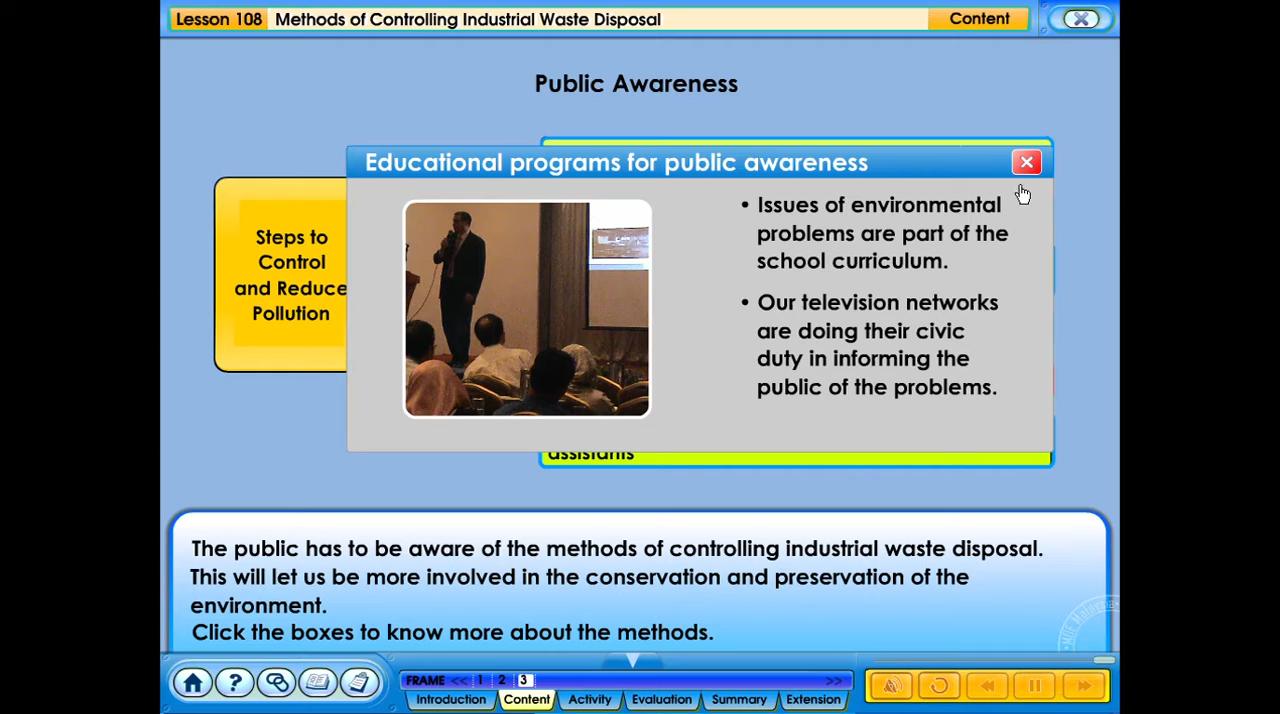 Lesson 108 Methods of Controlling Industrial Waste Disposal Content
Public Awareness
Educational programs for public awareness
Steps to
Control
and Reduce
Pollution
• Issues of environmental
problems are part of the
school curriculum.
• Our television networks
are doing their civic
duty in informing the
public of the problems.
assistants
The public has to be aware of the methods of controlling industrial waste disposal.
This will let us be more involved in the conservation and preservation of the
environment.
Click the boxes to know more about the methods.
FRAME << 1 2 3 >>
Introduction Content Activity Evaluation Summary Extension